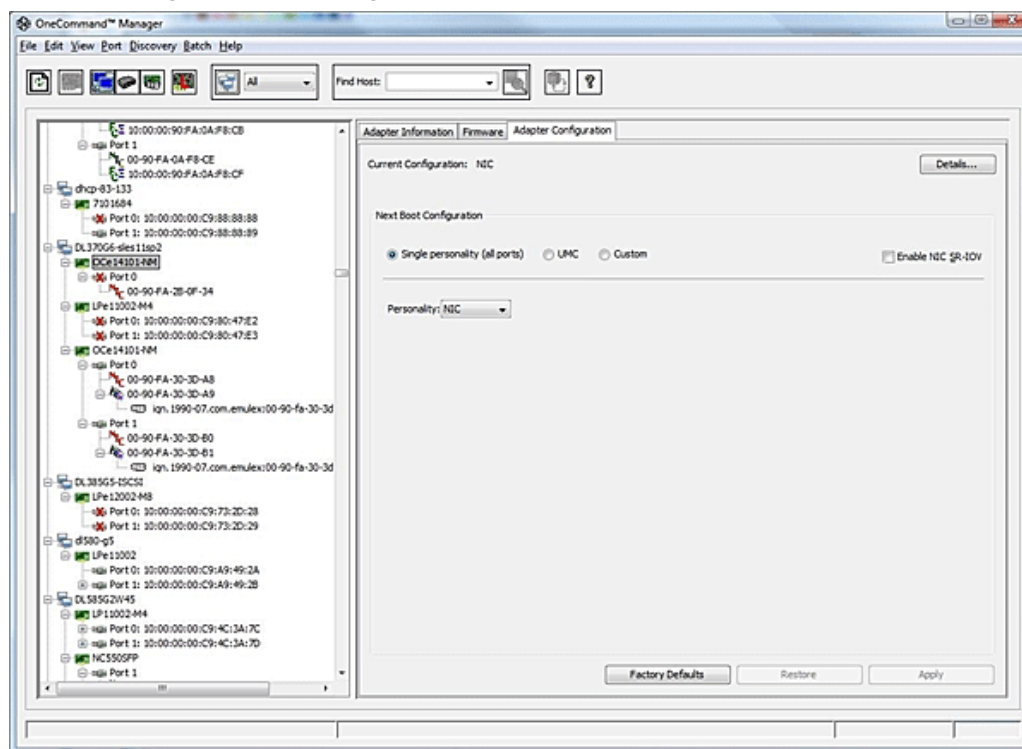 OneCommand™ Manager
File Edit View Port Discovery Batch Help
All
Find Host:
10:00:00:90:FA:0A:F8:CB
Port 1
00-90-FA-0A-F8-CE
10:00:00:90:FA:0A:F8:CF
dhcp-83-133
7101684
Port 0: 10:00:00:00:C9:88:88:88
Port 1: 10:00:00:00:C9:88:88:89
DL370G6-sles11sp2
OCe14101-NM
Port 0
00-90-FA-28-0F-34
LPe11002-M4
Port 0: 10:00:00:00:C9:80:47:E2
Port 1: 10:00:00:00:C9:80:47:E3
OCe14101-NM
Port 0
00-90-FA-30-3D-A8
00-90-FA-30-3D-A9
iqn.1990-07.com.emulex:00-90-fa-30-3d
Port 1
00-90-FA-30-3D-B0
00-90-FA-30-3D-B1
iqn.1990-07.com.emulex:00-90-fa-30-3d
DL385G5-ISCSI
LPe12002-M8
Port 0: 10:00:00:00:C9:73:2D:28
Port 1: 10:00:00:00:C9:73:2D:29
dl580-g5
LPe11002
Port 0: 10:00:00:00:C9:A9:49:2A
Port 1: 10:00:00:00:C9:A9:49:2B
DL585G2W45
LP11002-M4
Port 0: 10:00:00:00:C9:4C:3A:7C
Port 1: 10:00:00:00:C9:4C:3A:7D
NC550SFP
Port 1
Adapter Information Firmware Adapter Configuration
Current Configuration: NIC
Details...
Next Boot Configuration
Single personality (all ports) UMC Custom
Enable NIC SR-IOV
Personality: NIC
Factory Defaults Restore Apply